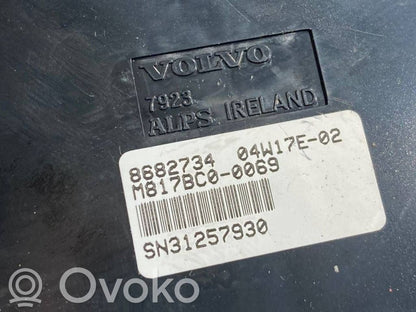 VOLVO
7923
ALPS IRELAND
8682734 04W17E-02
M817BC0-0069
SN31257930
OVOKO